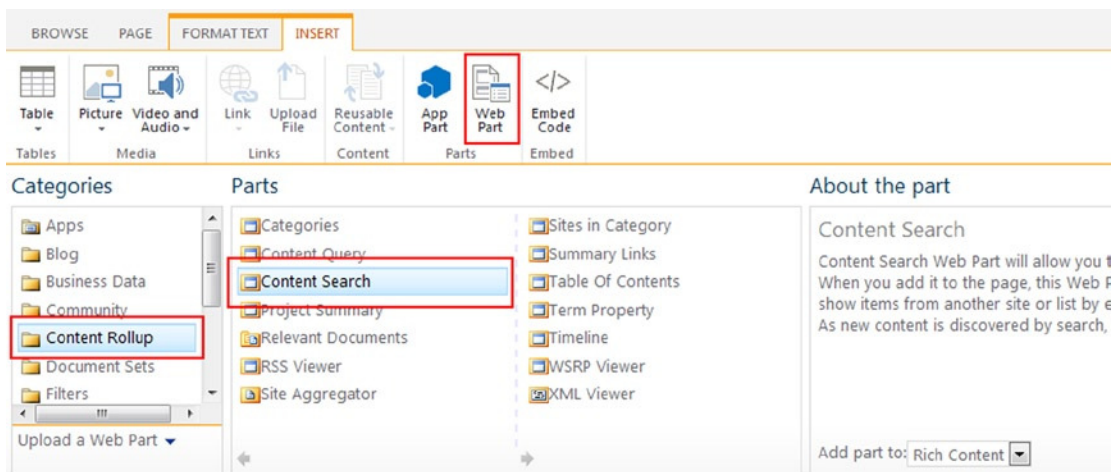 BROWSE PAGE FORMAT TEXT INSERT
Table Picture Video and Audio Link Upload File Reusable Content App Part Web Part Embed Code
Tables Media Links Content Parts Embed
Categories
Apps
Blog
Business Data
Community
Content Rollup
Document Sets
Filters
Upload a Web Part
Parts
Categories
Content Query
Content Search
Project Summary
Relevant Documents
RSS Viewer
Site Aggregator
Sites in Category
Summary Links
Table Of Contents
Term Property
Timeline
WSRP Viewer
XML Viewer
About the part
Content Search
Content Search Web Part will allow you
When you add it to the page, this Web
show items from another site or list by
As new content is discovered by search,
Add part to: Rich Content